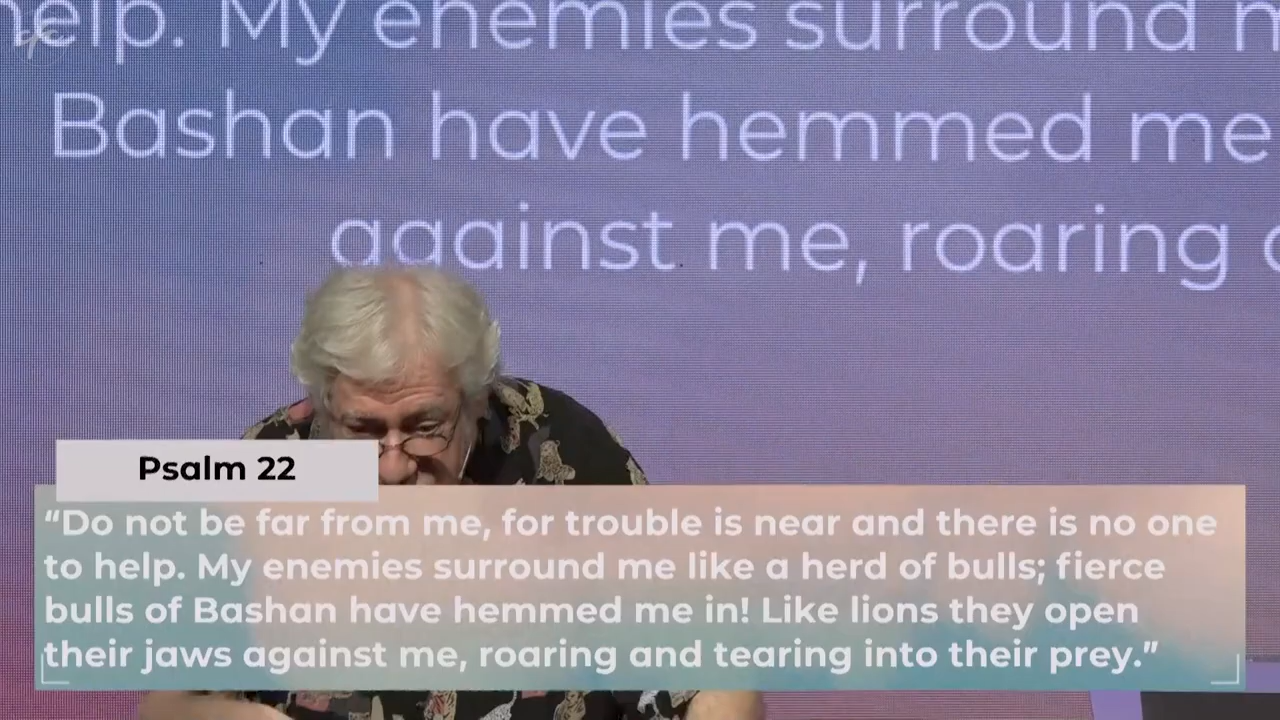 help. My enemies surround
Bashan have hemmed me
against me, roaring
Psalm 22
“Do not be far from me, for trouble is near and there is no one
to help. My enemies surround me like a herd of bulls; fierce
bulls of Bashan have hemmed me in! Like lions they open
their jaws against me, roaring and tearing into their prey.”